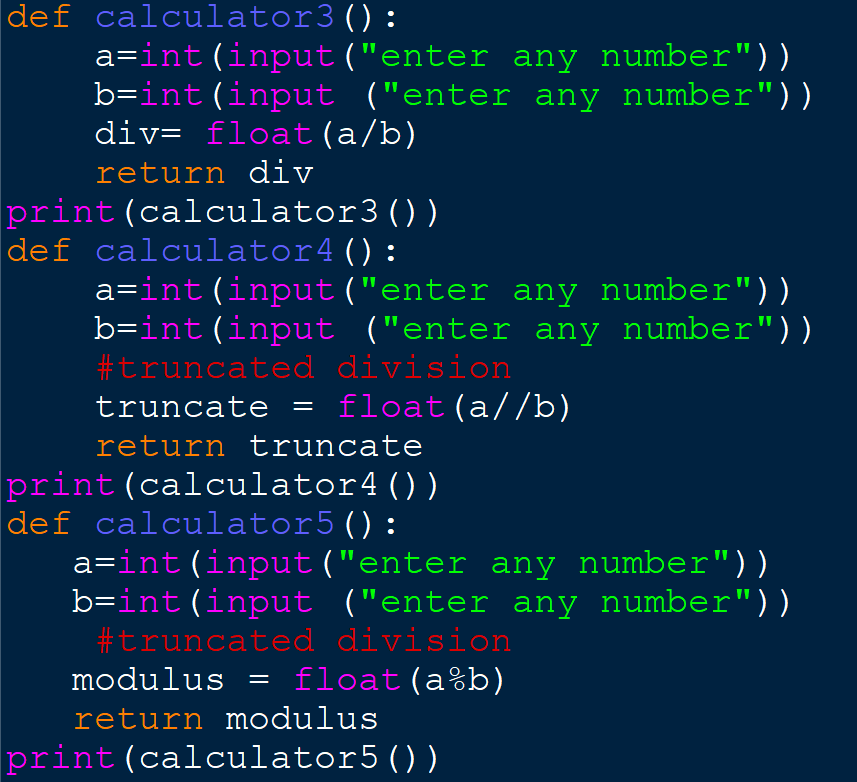 def calculator3():
    a=int(input("enter any number"))
    b=int(input ("enter any number"))
    div= float(a/b)
    return div
print(calculator3())
def calculator4():
    a=int(input("enter any number"))
    b=int(input ("enter any number"))
    #truncated division
    truncate = float(a//b)
    return truncate
print(calculator4())
def calculator5():
   a=int(input("enter any number"))
   b=int(input ("enter any number"))
    #truncated division
   modulus = float(a%b)
   return modulus
print(calculator5())